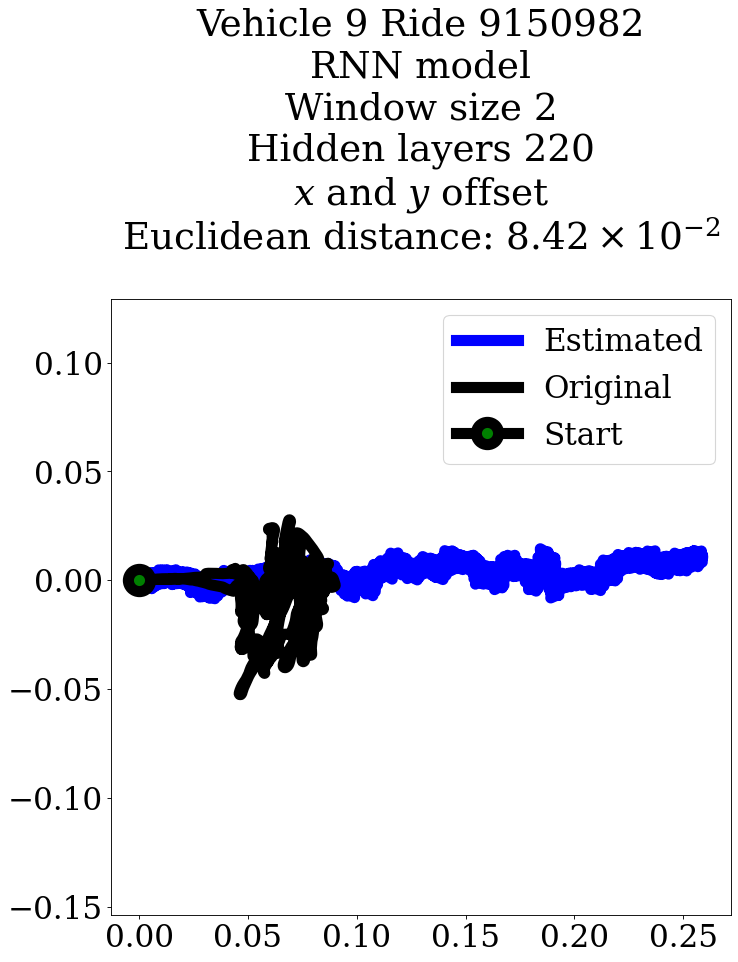 Vehicle 9 Ride 9150982
RNN model
Window size 2
Hidden layers 220
x and y offset
Euclidean distance: 8.42 × 10⁻²
Estimated
Original
Start
0.10
0.05
0.00
−0.05
−0.10
−0.15
0.00 0.05 0.10 0.15 0.20 0.25